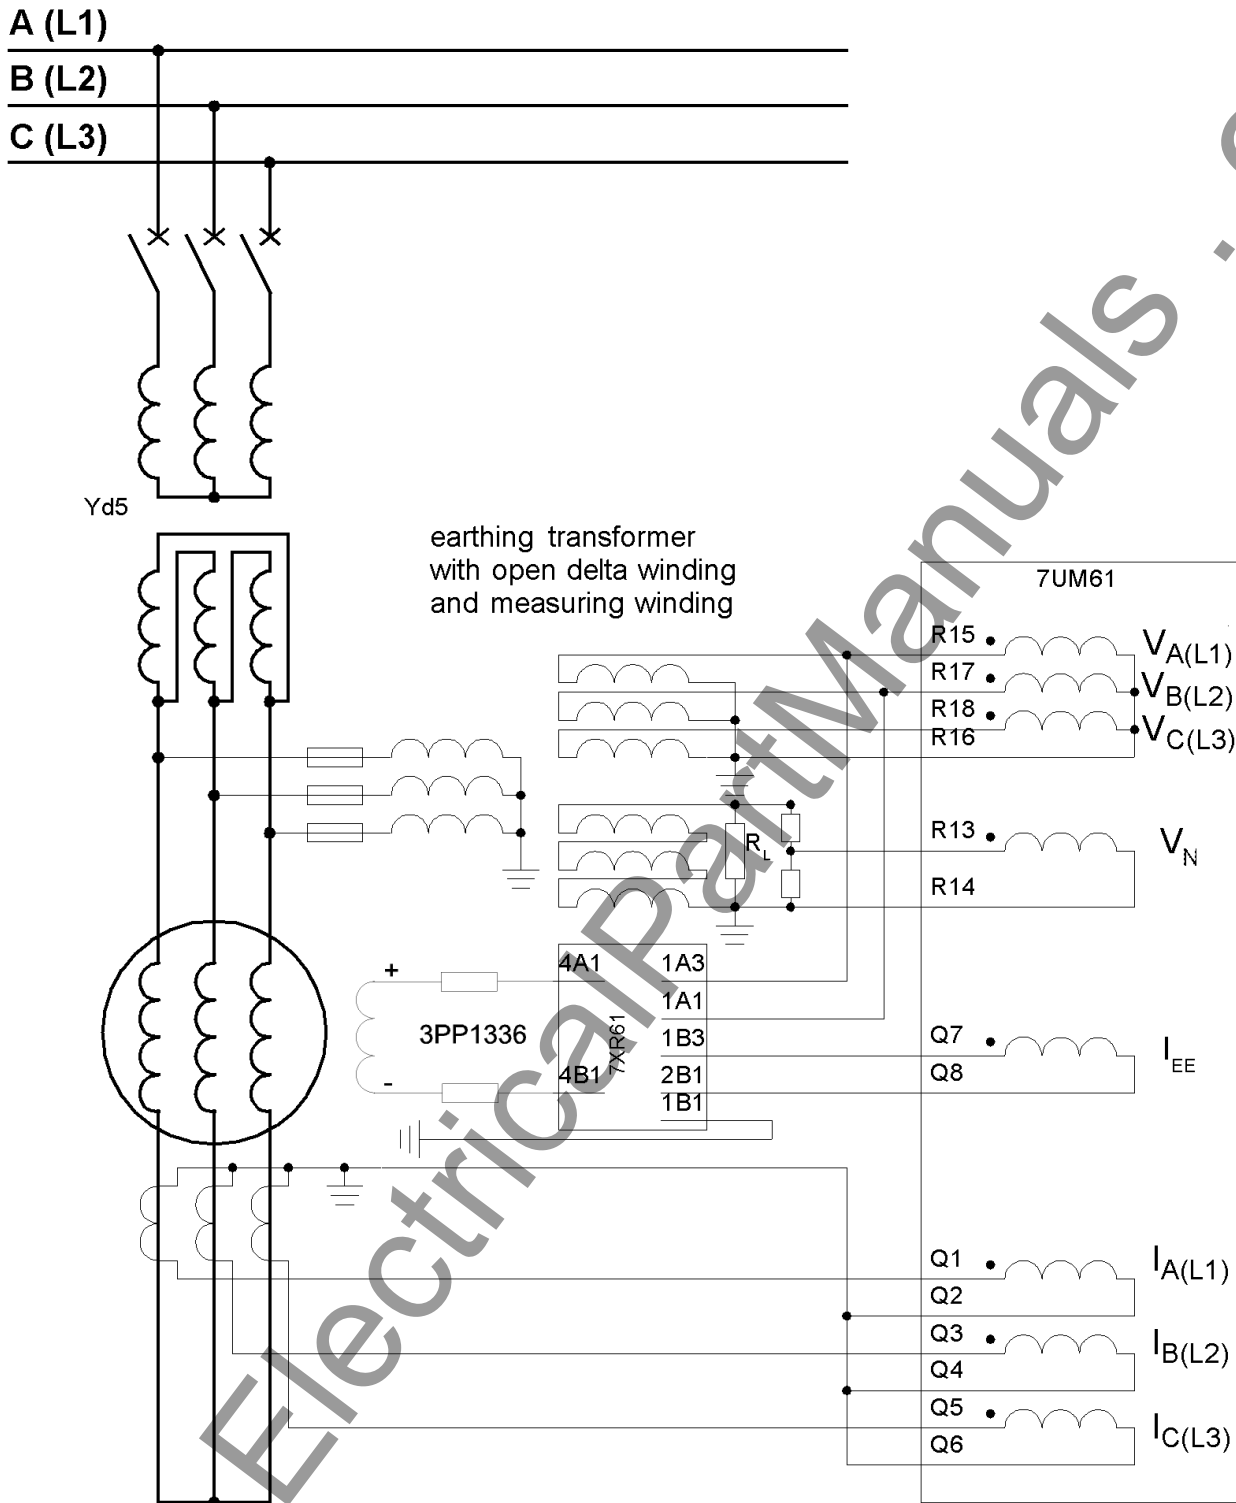 A (L1)
B (L2)
C (L3)
Yd5
earthing transformer
with open delta winding
and measuring winding
7UM61
R15
V A(L1)
R17
V B(L2)
R18
R16
V C(L3)
R L
R13
V N
R14
+
4A1
1A3
1A1
3PP1336
7XR61
1B3
Q7
I EE
-
4B1
2B1
Q8
1B1
Q1
I A(L1)
Q2
Q3
I B(L2)
Q4
Q5
I C(L3)
Q6
ElectricalPartManuals .